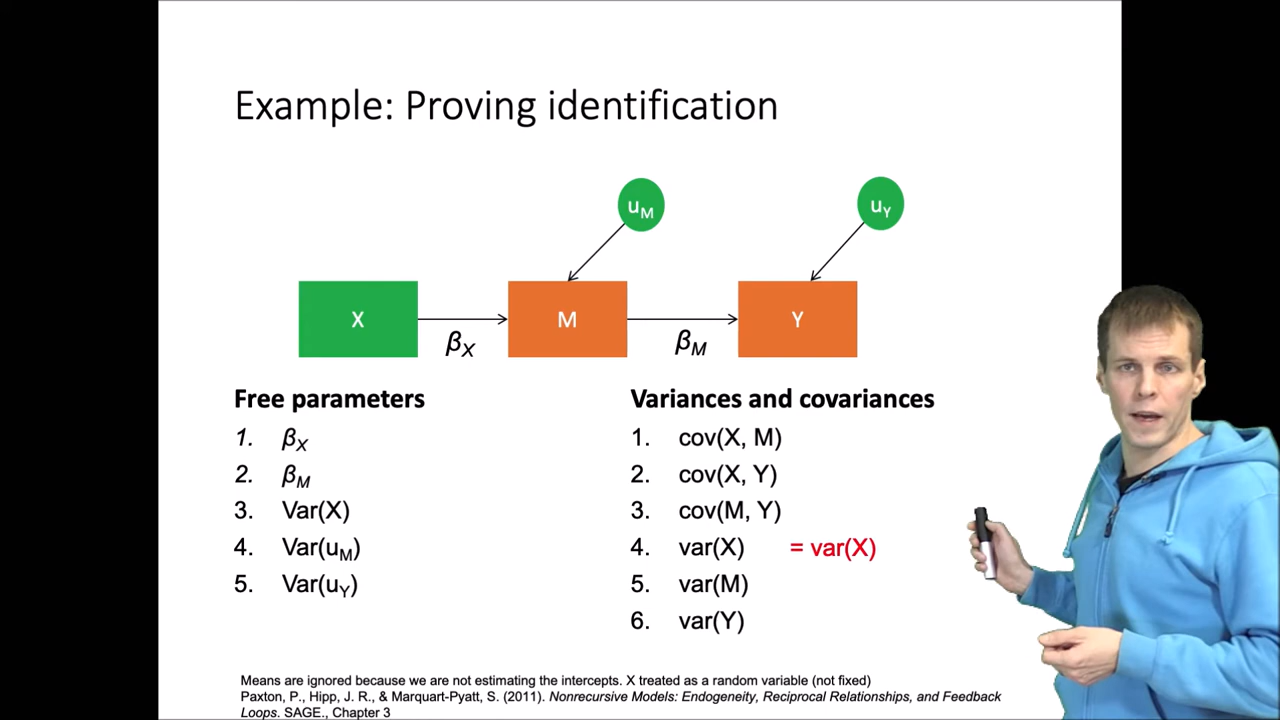 Example: Proving identification
uM
uY
X
M
Y
βX
βM
Free parameters
1. βX
2. βM
3. Var(X)
4. Var(uM)
5. Var(uY)
Variances and covariances
1. cov(X, M)
2. cov(X, Y)
3. cov(M, Y)
4. var(X) = var(X)
5. var(M)
6. var(Y)
Means are ignored because we are not estimating the intercepts. X treated as a random variable (not fixed)
Paxton, P., Hipp, J. R., & Marquart-Pyatt, S. (2011). Nonrecursive Models: Endogeneity, Reciprocal Relationships, and Feedback
Loops. SAGE., Chapter 3